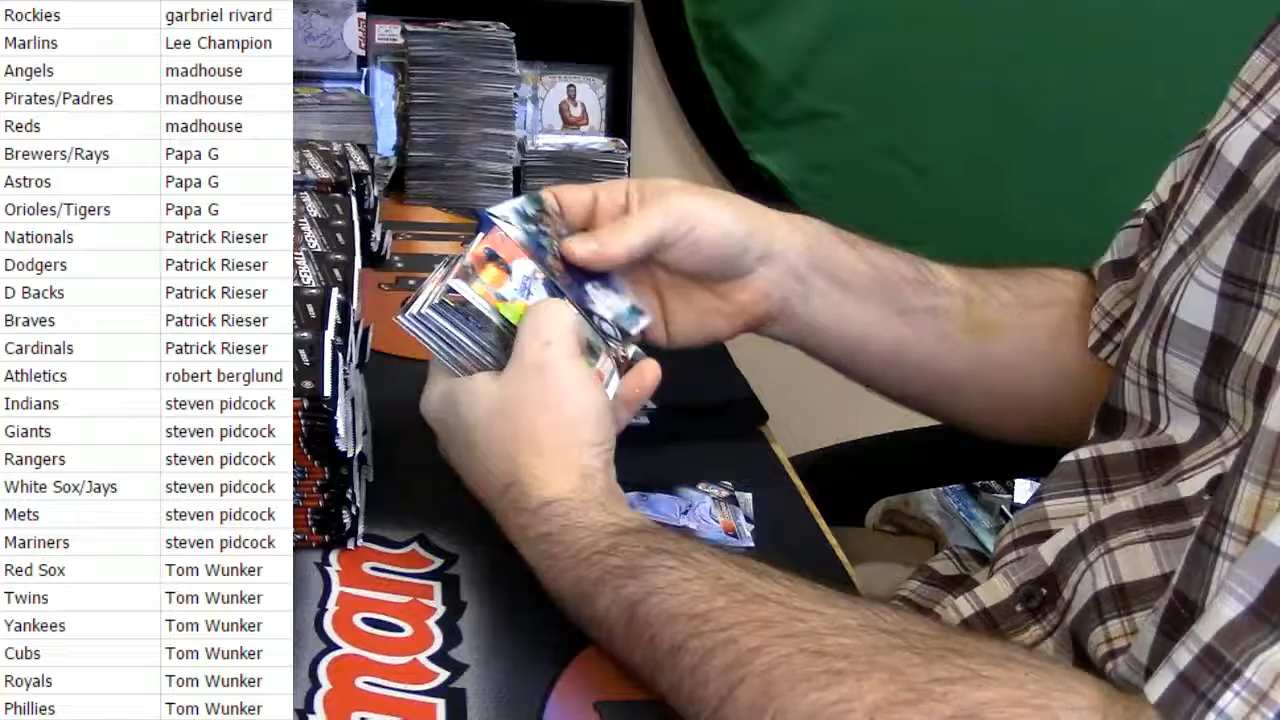 Rockies garbriel rivard
Marlins Lee Champion
Angels madhouse
Pirates/Padres madhouse
Reds madhouse
Brewers/Rays Papa G
Astros Papa G
Orioles/Tigers Papa G
Nationals Patrick Rieser
Dodgers Patrick Rieser
D Backs Patrick Rieser
Braves Patrick Rieser
Cardinals Patrick Rieser
Athletics robert berglund
Indians steven pidcock
Giants steven pidcock
Rangers steven pidcock
White Sox/Jays steven pidcock
Mets steven pidcock
Mariners steven pidcock
Red Sox Tom Wunker
Twins Tom Wunker
Yankees Tom Wunker
Cubs Tom Wunker
Royals Tom Wunker
Phillies Tom Wunker
man